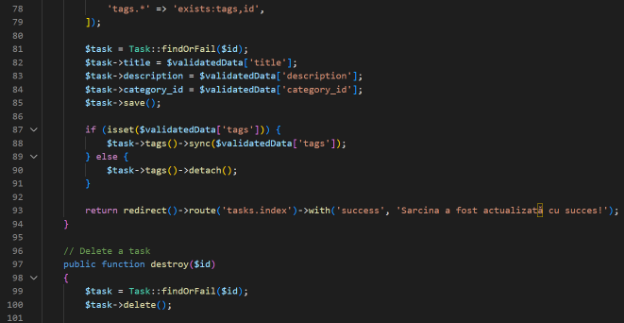 78 'tags.*' => 'exists:tags,id',
79 ]);
80
81 $task = Task::findOrFail($id);
82 $task->title = $validatedData['title'];
83 $task->description = $validatedData['description'];
84 $task->category_id = $validatedData['category_id'];
85 $task->save();
86
87 if (isset($validatedData['tags'])) {
88 $task->tags()->sync($validatedData['tags']);
89 } else {
90 $task->tags()->detach();
91 }
92
93 return redirect()->route('tasks.index')->with('success', 'Sarcina a fost actualizată cu succes!');
94 }
95
96 // Delete a task
97 public function destroy($id)
98 {
99 $task = Task::findOrFail($id);
100 $task->delete();
101